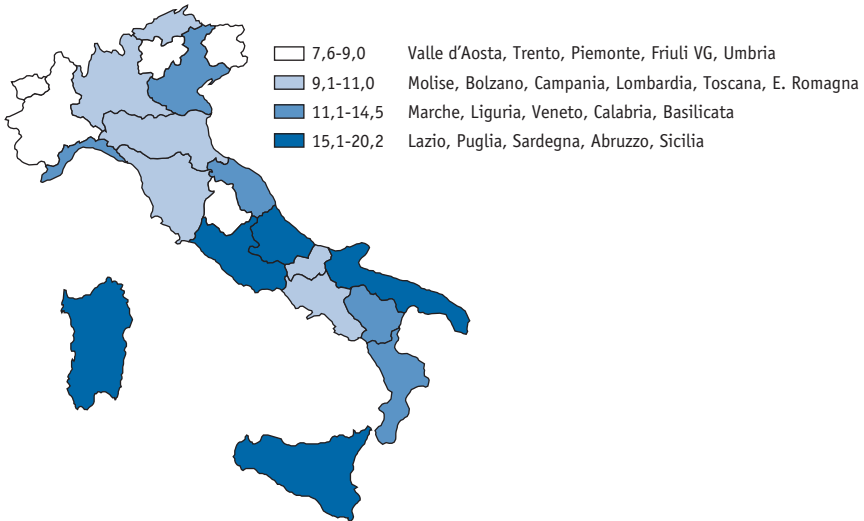 7,6-9,0 Valle d'Aosta, Trento, Piemonte, Friuli VG, Umbria
9,1-11,0 Molise, Bolzano, Campania, Lombardia, Toscana, E. Romagna
11,1-14,5 Marche, Liguria, Veneto, Calabria, Basilicata
15,1-20,2 Lazio, Puglia, Sardegna, Abruzzo, Sicilia